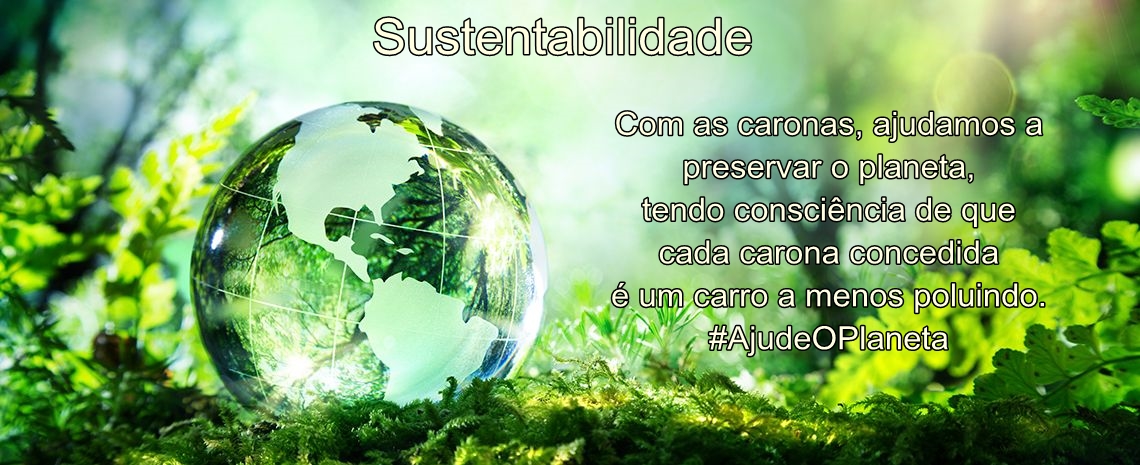 Sustentabilidade
Com as caronas, ajudamos a
preservar o planeta,
tendo consciência de que
cada carona concedida
é um carro a menos poluindo.
#AjudeOPlaneta